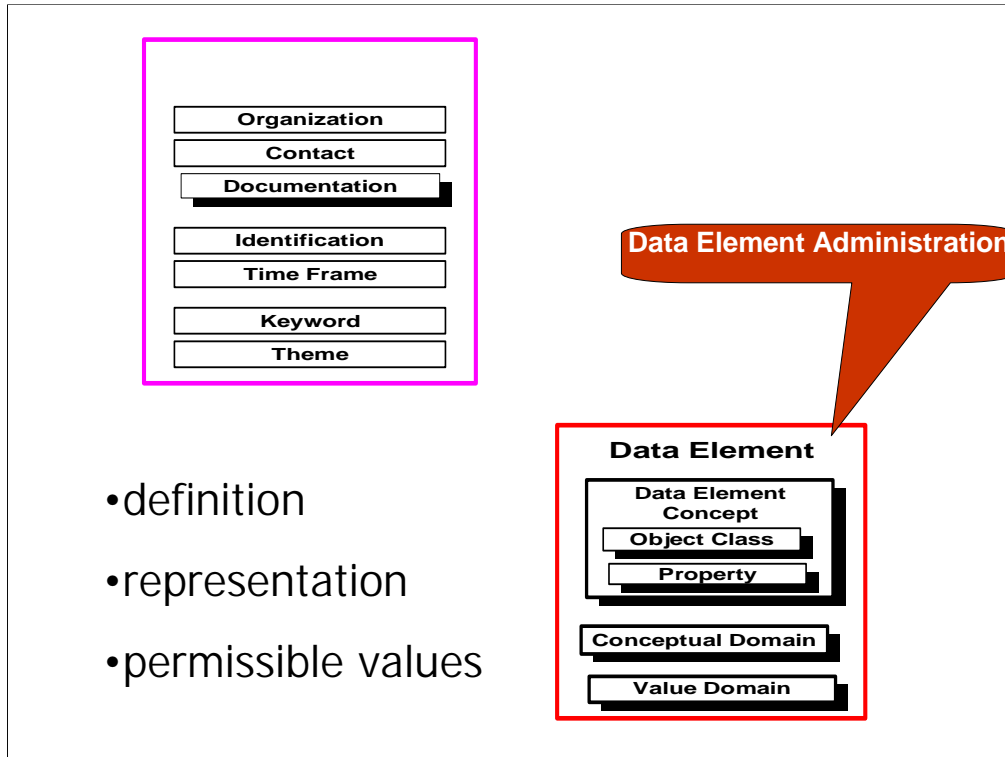 Organization
Contact
Documentation
Identification
Time Frame
Keyword
Theme
Data Element Administration
Data Element
Data Element
Concept
Object Class
Property
Conceptual Domain
Value Domain
•definition
•representation
•permissible values